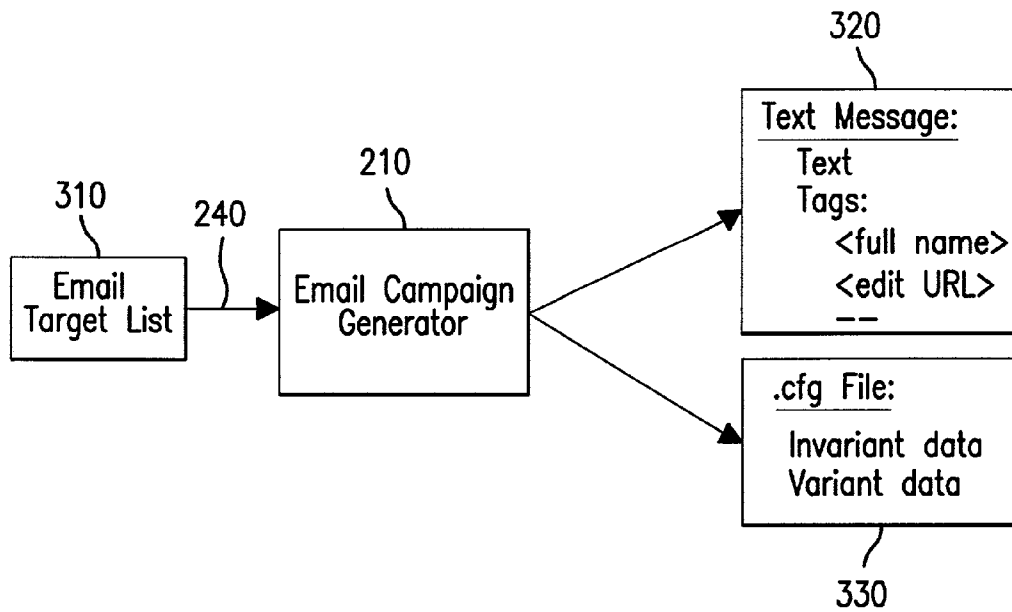 310
Email
Target List
240
210
Email Campaign
Generator
320
Text Message:
Text
Tags:
<full name>
<edit URL>
--
.cfg File:
Invariant data
Variant data
330